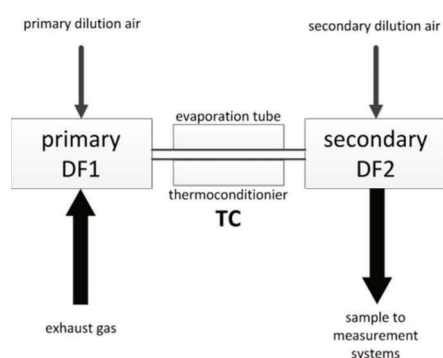 primary dilution air
secondary dilution air
evaporation tube
primary
DF1
secondary
DF2
thermoconditionier
TC
exhaust gas
sample to
measurement
systems